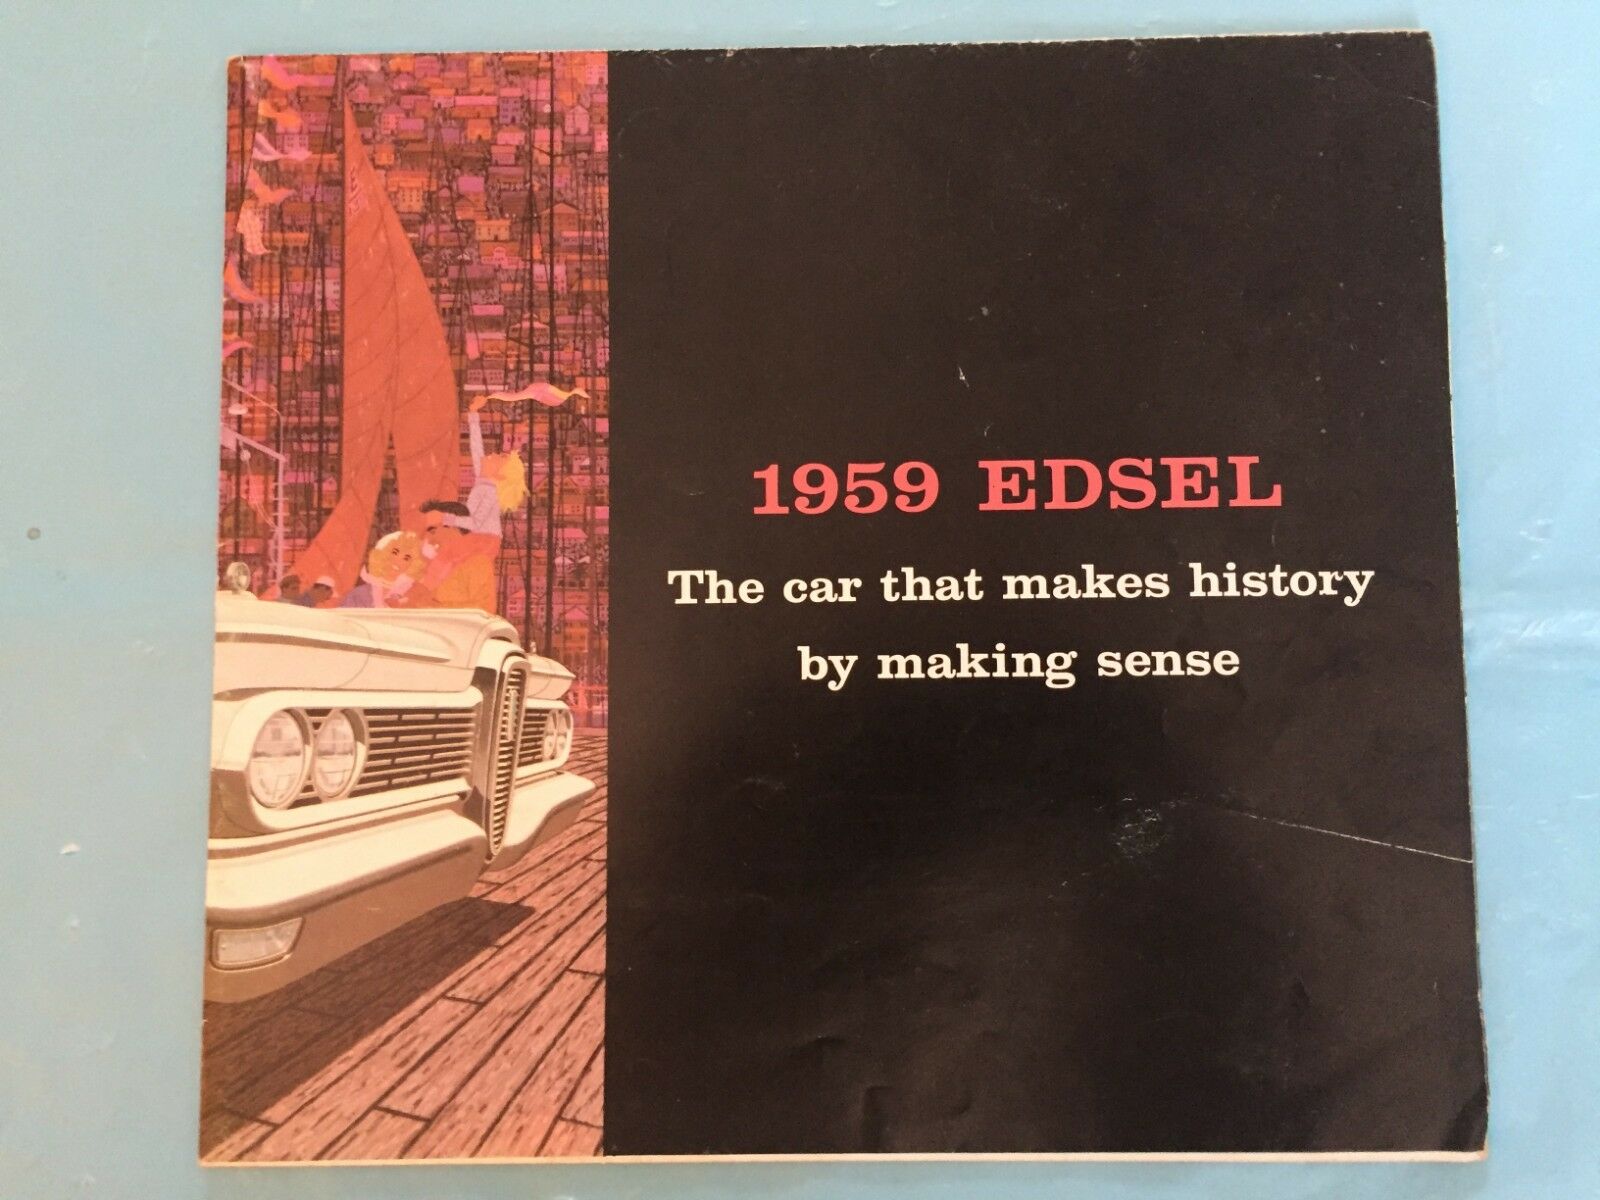 1959 EDSEL
The car that makes history
by making sense